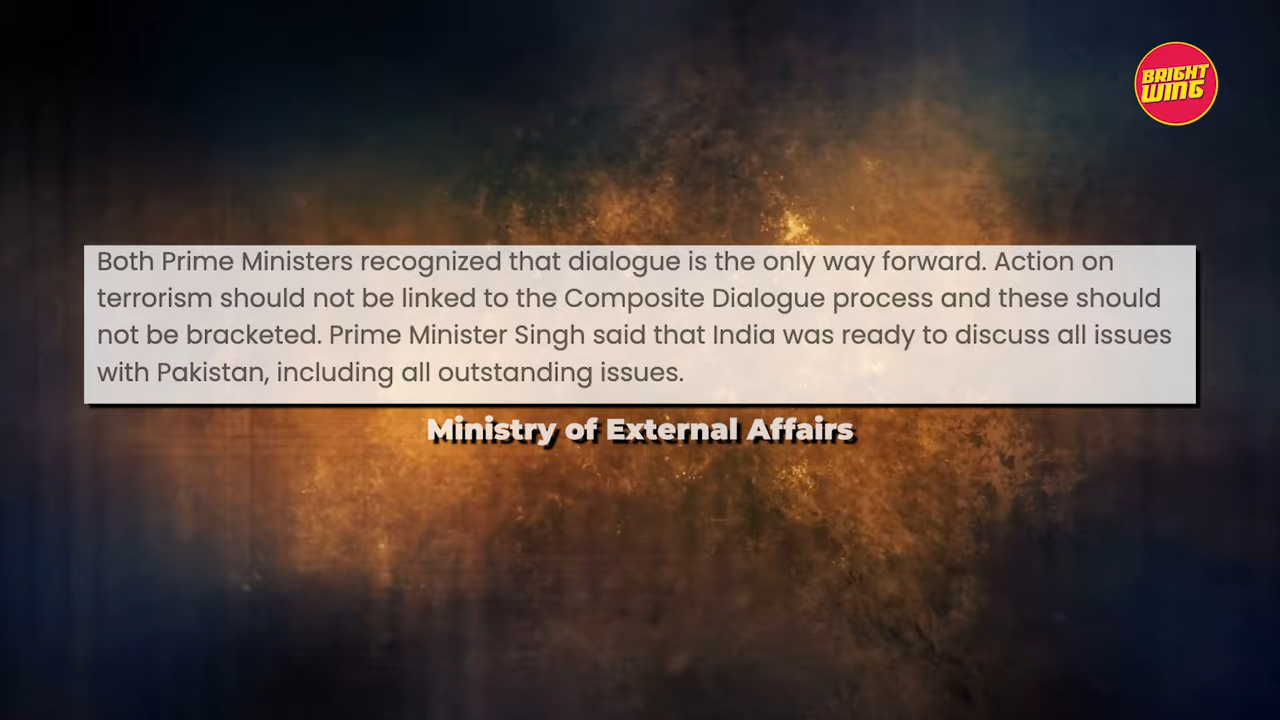 BRIGHT
WING
Both Prime Ministers recognized that dialogue is the only way forward. Action on
terrorism should not be linked to the Composite Dialogue process and these should
not be bracketed. Prime Minister Singh said that India was ready to discuss all issues
with Pakistan, including all outstanding issues.
Ministry of External Affairs